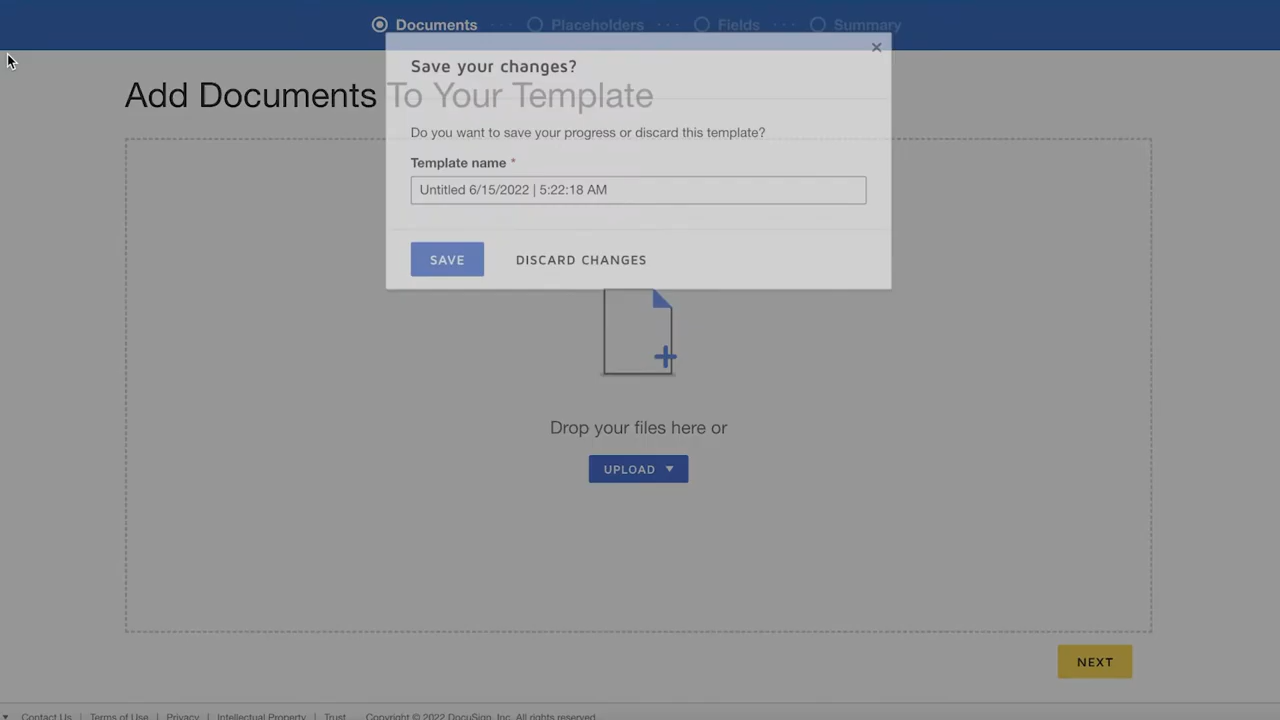 Documents Placeholders Fields Summary
Save your changes?
Add Documents To Your Template
Do you want to save your progress or discard this template?
Template name *
Untitled 6/15/2022 | 5:22:18 AM
SAVE DISCARD CHANGES
Drop your files here or
UPLOAD
NEXT
Contact Us | Terms of Use | Privacy | Intellectual Property | Trust Copyright © 2022 DocuSign, Inc. All rights reserved